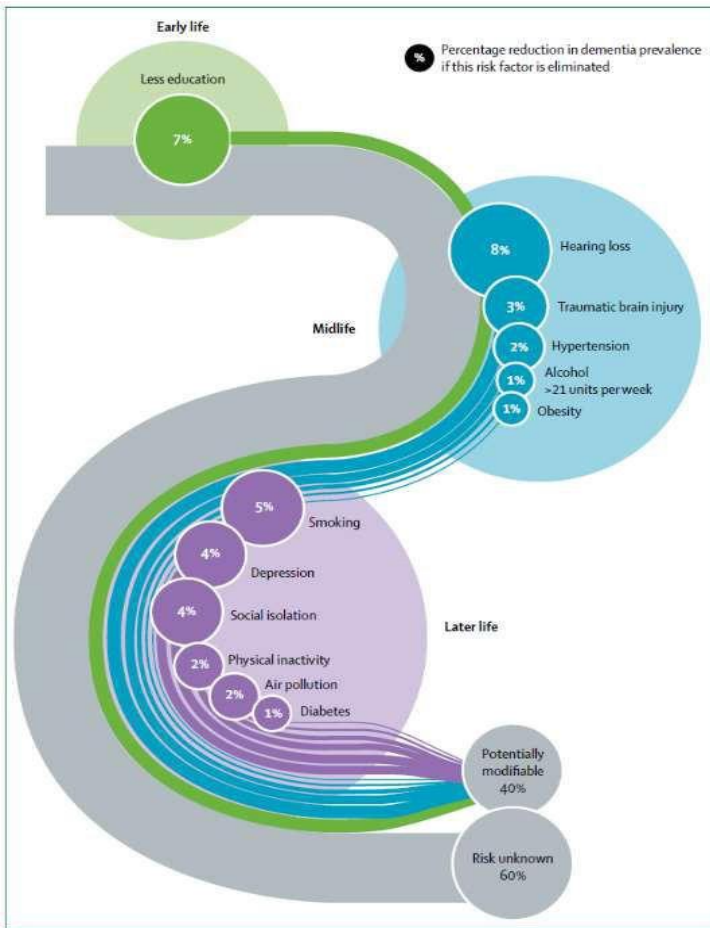 Early life
% Percentage reduction in dementia prevalence
if this risk factor is eliminated
Less education
7%
8% Hearing loss
3% Traumatic brain injury
Midlife
2% Hypertension
1% Alcohol
>21 units per week
1% Obesity
5%
Smoking
4%
Depression
4% Social isolation
Later life
2% Physical inactivity
2% Air pollution
1% Diabetes
Potentially
modifiable
40%
Risk unknown
60%